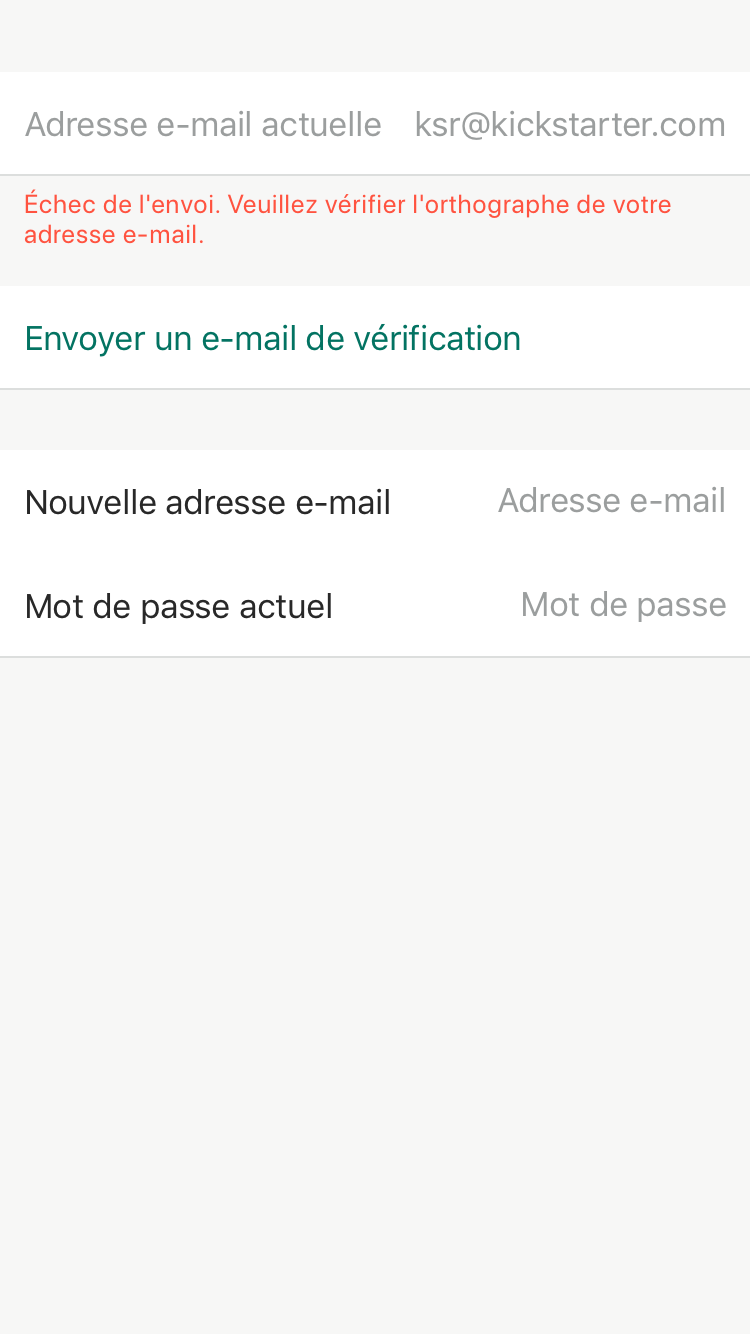 Adresse e-mail actuelle ksr@kickstarter.com
Échec de l'envoi. Veuillez vérifier l'orthographe de votre
adresse e-mail.
Envoyer un e-mail de vérification
Nouvelle adresse e-mail Adresse e-mail
Mot de passe actuel Mot de passe